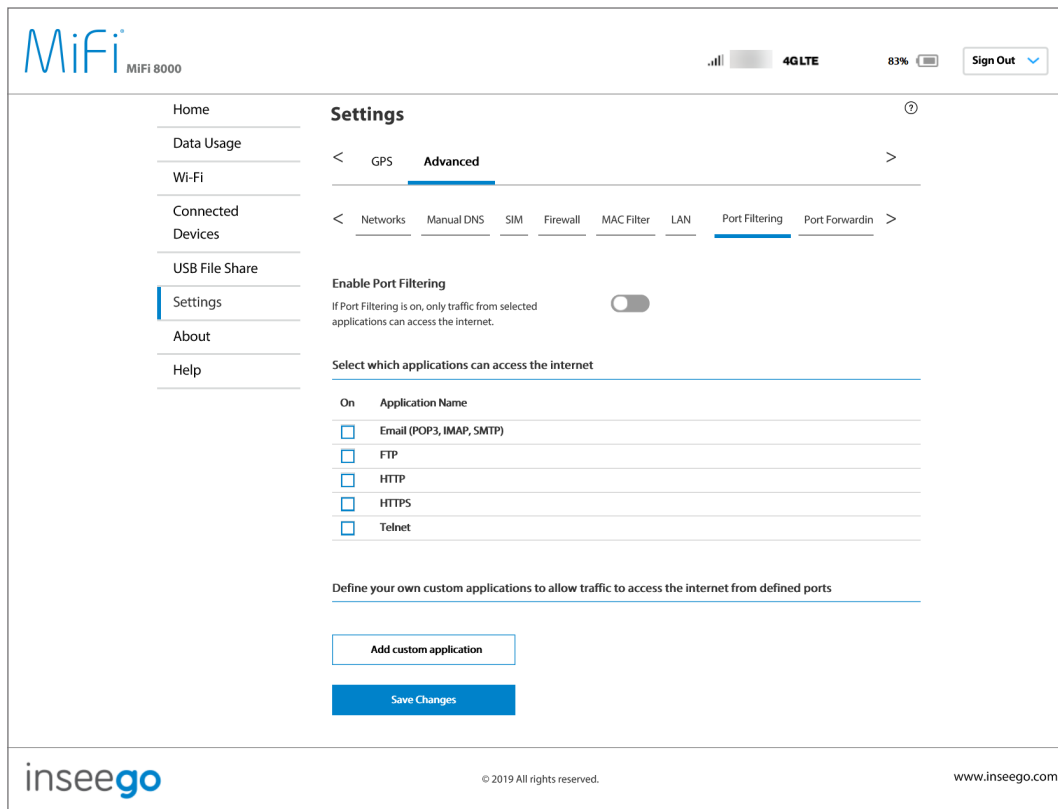 MiFi
MiFi 8000
4G LTE
83%
Sign Out
Home
Data Usage
Wi-Fi
Connected
Devices
USB File Share
Settings
About
Help
Settings
?
< GPS Advanced >
< Networks Manual DNS SIM Firewall MAC Filter LAN Port Filtering Port Forwardin >
Enable Port Filtering
If Port Filtering is on, only traffic from selected
applications can access the internet.
Select which applications can access the internet
On Application Name
Email (POP3, IMAP, SMTP)
FTP
HTTP
HTTPS
Telnet
Define your own custom applications to allow traffic to access the internet from defined ports
Add custom application
Save Changes
inseego
© 2019 All rights reserved.
www.inseego.com